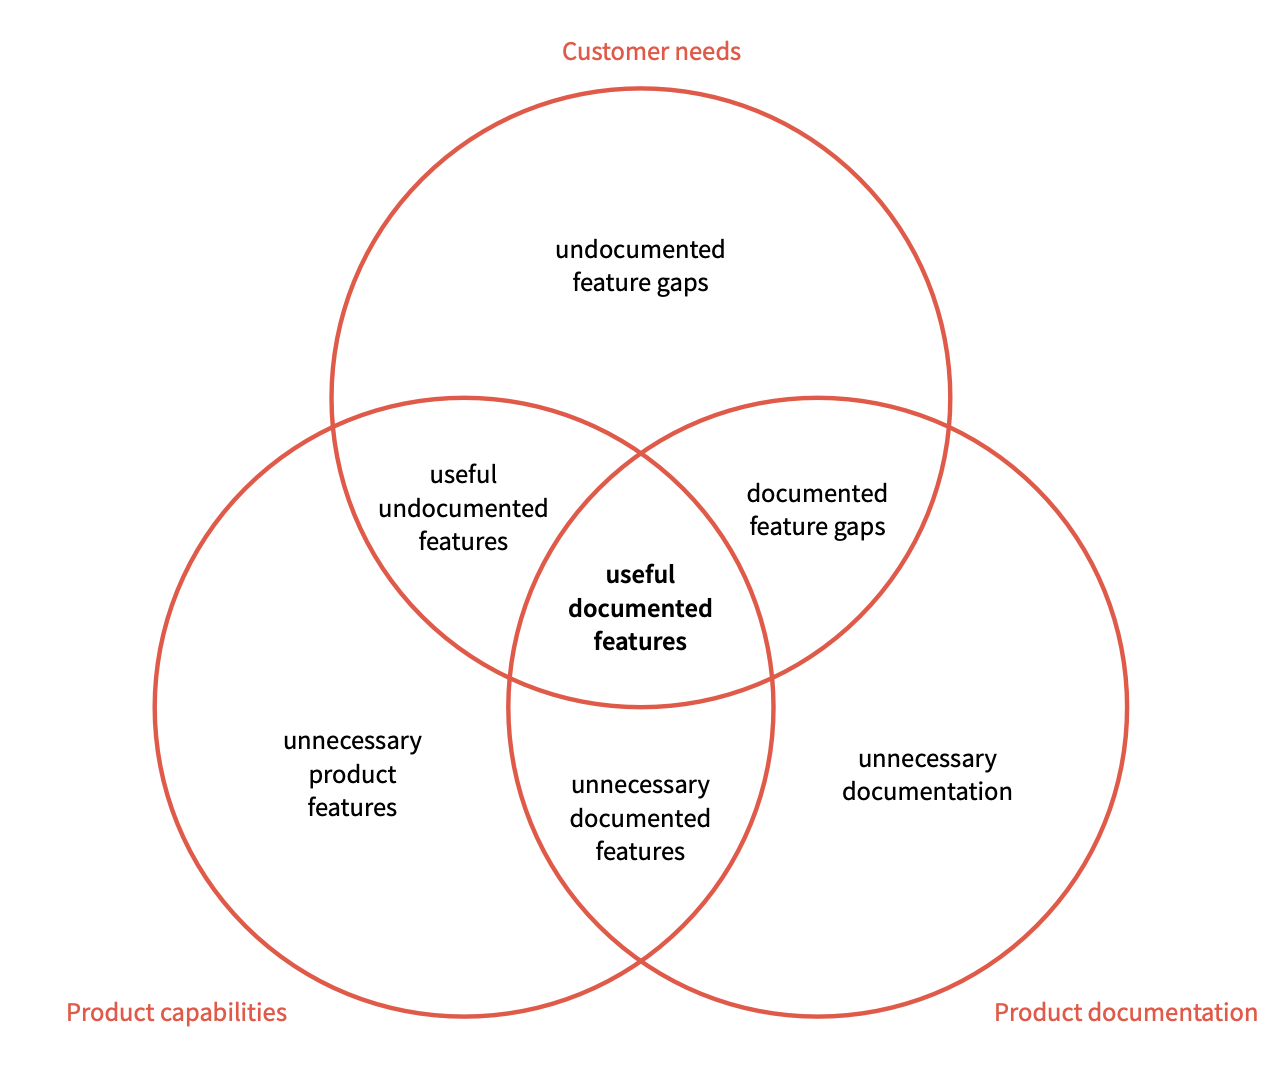 Customer needs
undocumented
feature gaps
useful
undocumented
features
documented
feature gaps
useful
documented
features
unnecessary
product
features
unnecessary
documented
features
unnecessary
documentation
Product capabilities
Product documentation